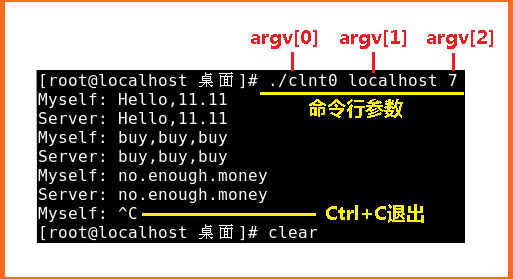 argv[0] argv[1] argv[2]
[root@localhost 桌面]# ./clnt0 localhost 7
命令行参数
Myself: Hello,11.11
Server: Hello,11.11
Myself: buy,buy,buy
Server: buy,buy,buy
Myself: no.enough.money
Server: no.enough.money
Myself: ^C
Ctrl+C退出
[root@localhost 桌面]# clear